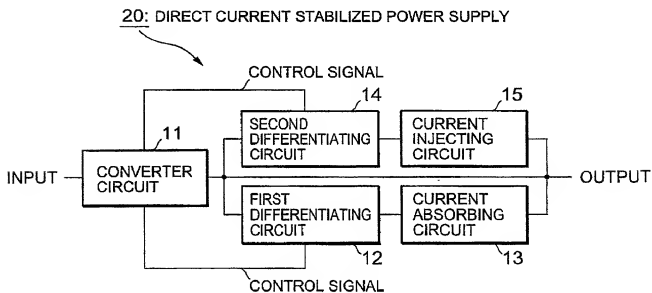 20: DIRECT CURRENT STABILIZED POWER SUPPLY
CONTROL SIGNAL
14
15
SECOND
DIFFERENTIATING
CIRCUIT
CURRENT
INJECTING
CIRCUIT
11
INPUT
CONVERTER
CIRCUIT
OUTPUT
FIRST
DIFFERENTIATING
CIRCUIT
CURRENT
ABSORBING
CIRCUIT
12
13
CONTROL SIGNAL